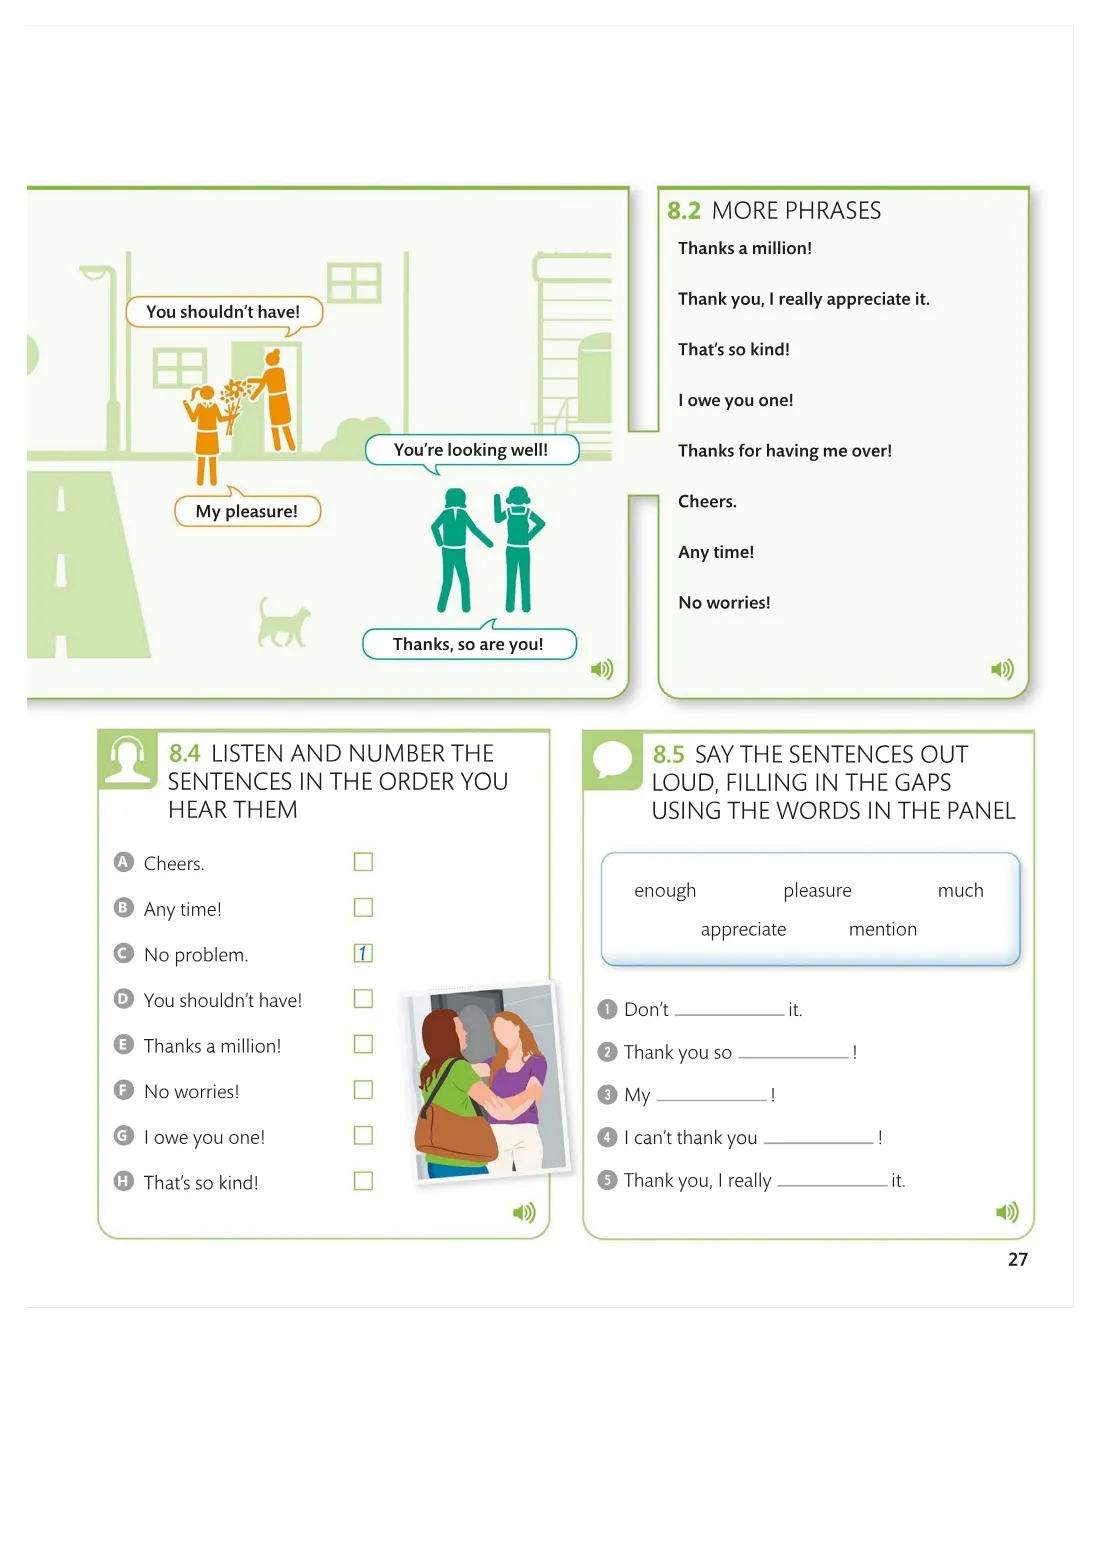 You shouldn't have!
My pleasure!
You're looking well!
Thanks, so are you!
8.2 MORE PHRASES
Thanks a million!
Thank you, I really appreciate it.
That's so kind!
I owe you one!
Thanks for having me over!
Cheers.
Any time!
No worries!
8.4 LISTEN AND NUMBER THE
SENTENCES IN THE ORDER YOU
HEAR THEM
A Cheers.
B Any time!
C No problem. 1
D You shouldn't have!
E Thanks a million!
F No worries!
G I owe you one!
H That's so kind!
8.5 SAY THE SENTENCES OUT
LOUD, FILLING IN THE GAPS
USING THE WORDS IN THE PANEL
enough pleasure much
appreciate mention
1 Don't ____________ it.
2 Thank you so ____________ !
3 My ____________ !
4 I can't thank you ____________ !
5 Thank you, I really ____________ it.
27